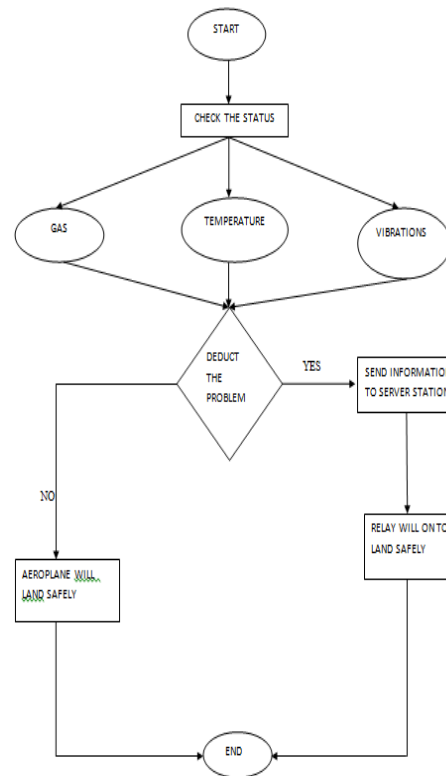 START
CHECK THE STATUS
GAS
TEMPERATURE
VIBRATIONS
DEDUCT
THE
PROBLEM
YES
SEND INFORMATION
TO SERVER STATION
NO
RELAY WILL ON TO
LAND SAFELY
AEROPLANE WILL
LAND SAFELY
END